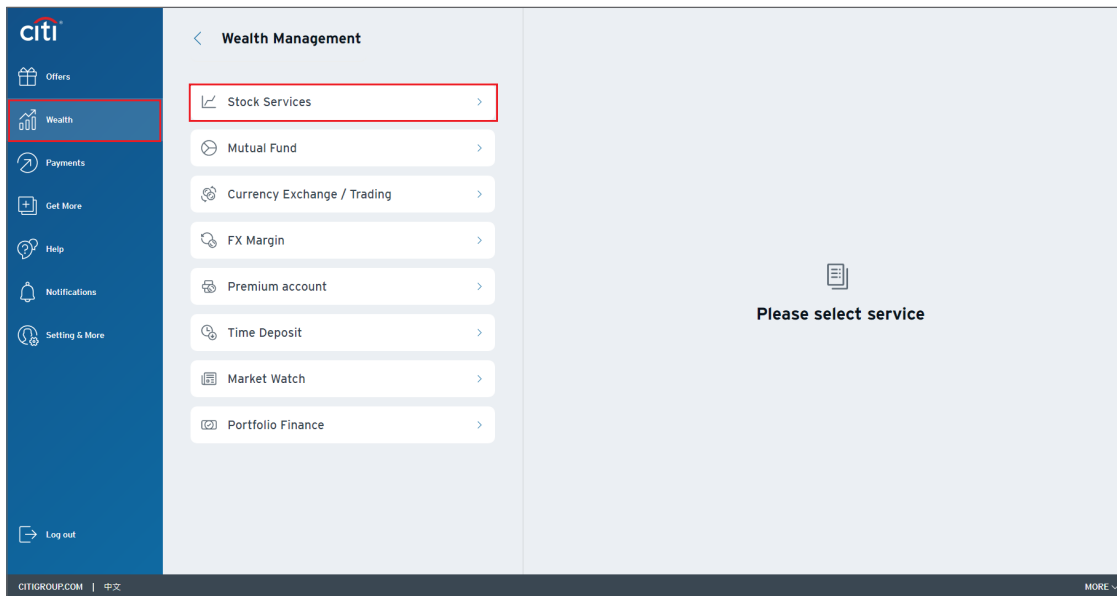 citi
Offers
Wealth
Payments
Get More
Help
Notifications
Setting & More
Log out
Wealth Management
Stock Services
Mutual Fund
Currency Exchange / Trading
FX Margin
Premium account
Time Deposit
Market Watch
Portfolio Finance
Please select service
CITIGROUP.COM | 中文
MORE